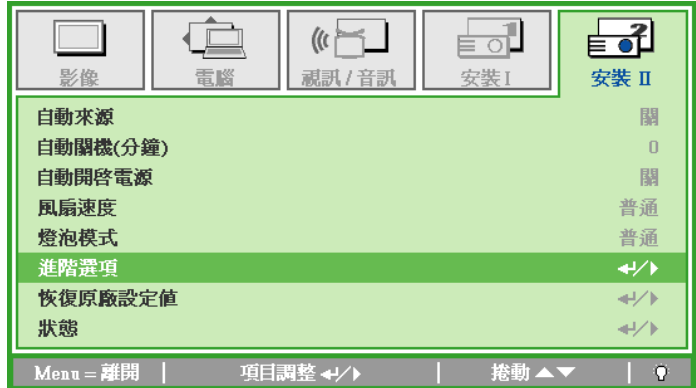 影像 電腦 視訊 / 音訊 安裝 I 安裝 II
自動來源 關
自動關機(分鐘) 0
自動開啓電源 關
風扇速度 普通
燈泡模式 普通
進階選項 ↵/▶
恢復原廠設定值 ↵/▶
狀態 ↵/▶
Menu = 離開 項目調整 ↵/▶ 捲動 ▲▼